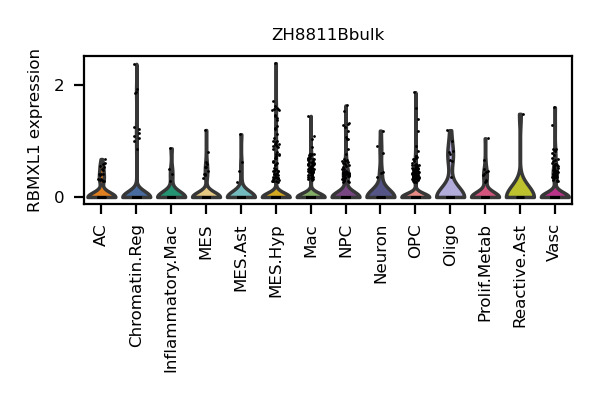 ZH8811Bbulk
RBMXL1 expression
2
0
AC
Chromatin.Reg
Inflammatory.Mac
MES
MES.Ast
MES.Hyp
Mac
NPC
Neuron
OPC
Oligo
Prolif.Metab
Reactive.Ast
Vasc